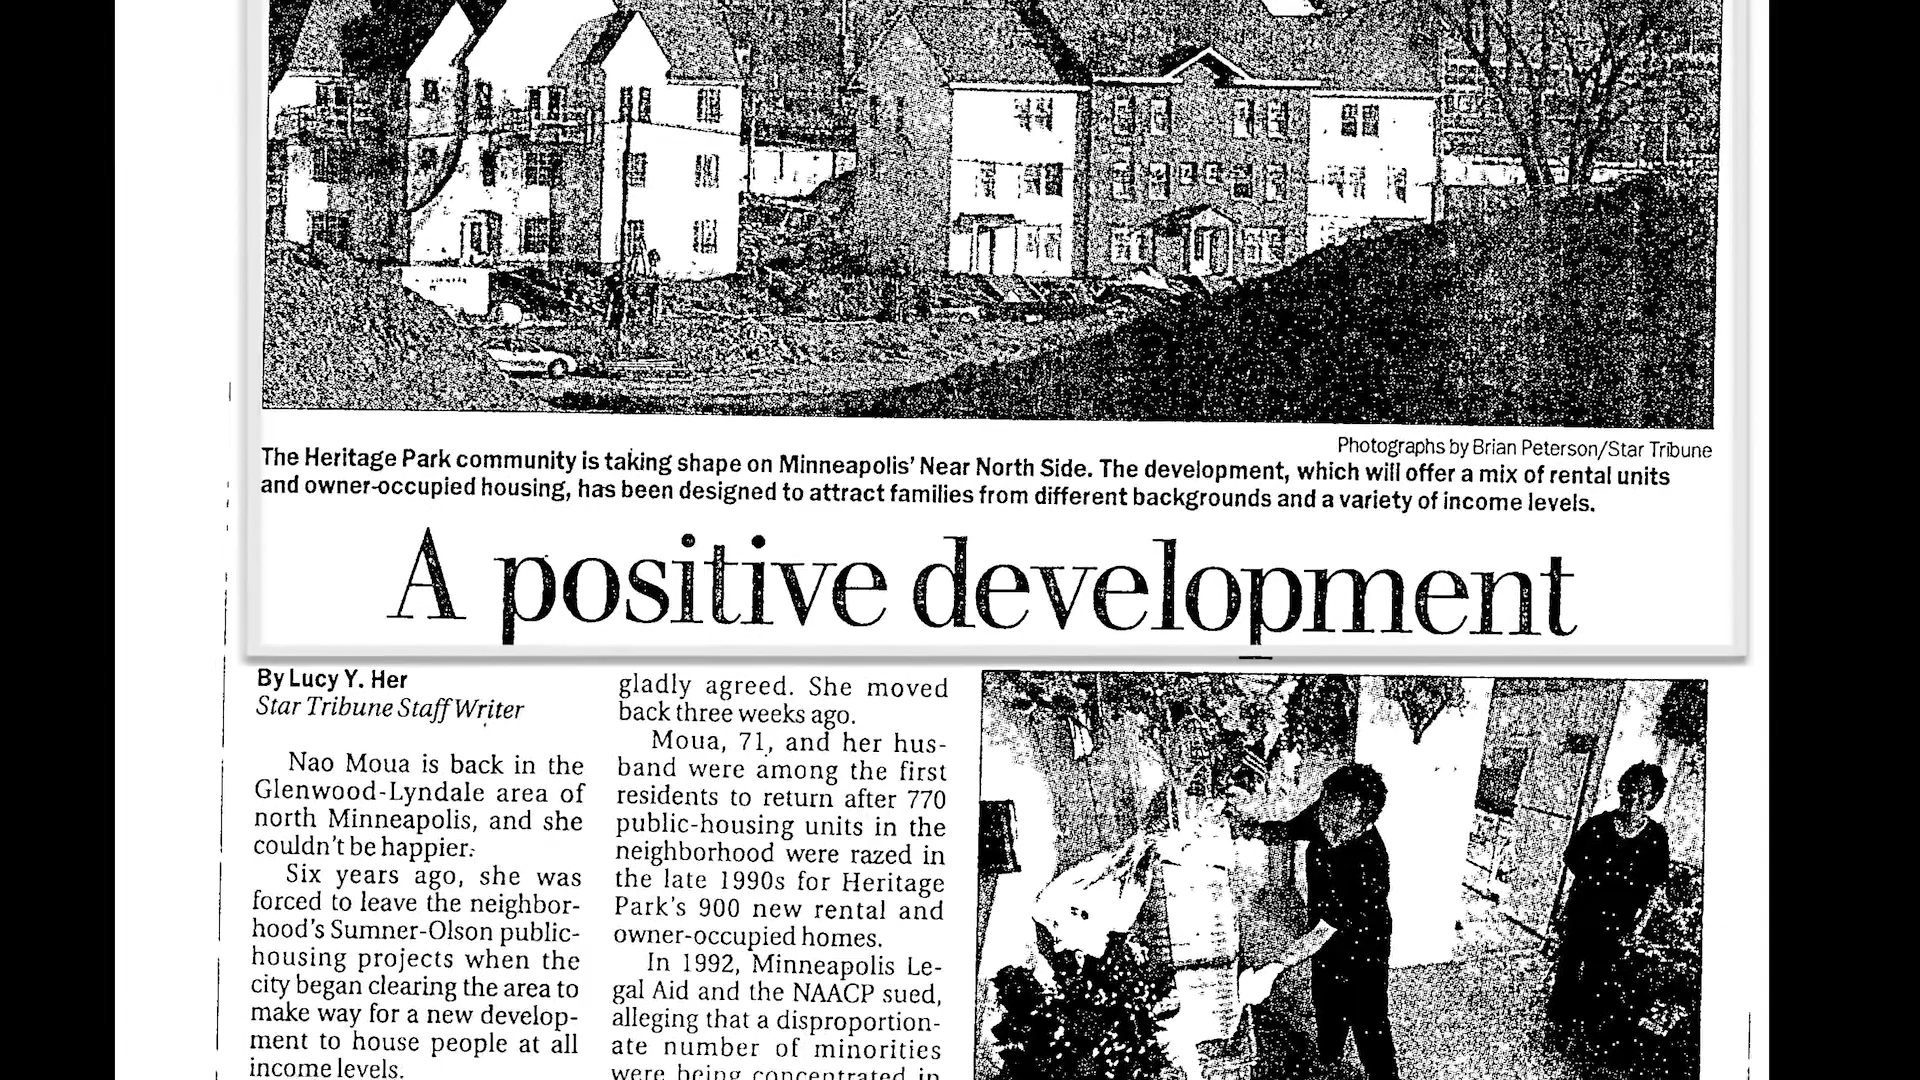 Photographs by Brian Peterson/Star Tribune
The Heritage Park community is taking shape on Minneapolis' Near North Side. The development, which will offer a mix of rental units
and owner-occupied housing, has been designed to attract families from different backgrounds and a variety of income levels.
A positive development
By Lucy Y. Her
Star Tribune Staff Writer
Nao Moua is back in the
Glenwood-Lyndale area of
north Minneapolis, and she
couldn't be happier.
Six years ago, she was
forced to leave the neighbor-
hood's Sumner-Olson public-
housing projects when the
city began clearing the area to
make way for a new develop-
ment to house people at all
income levels.
gladly agreed. She moved
back three weeks ago.
Moua, 71, and her hus-
band were among the first
residents to return after 770
public-housing units in the
neighborhood were razed in
the late 1990s for Heritage
Park's 900 new rental and
owner-occupied homes.
In 1992, Minneapolis Le-
gal Aid and the NAACP sued,
alleging that a disproportion-
ate number of minorities
were being concentrated in